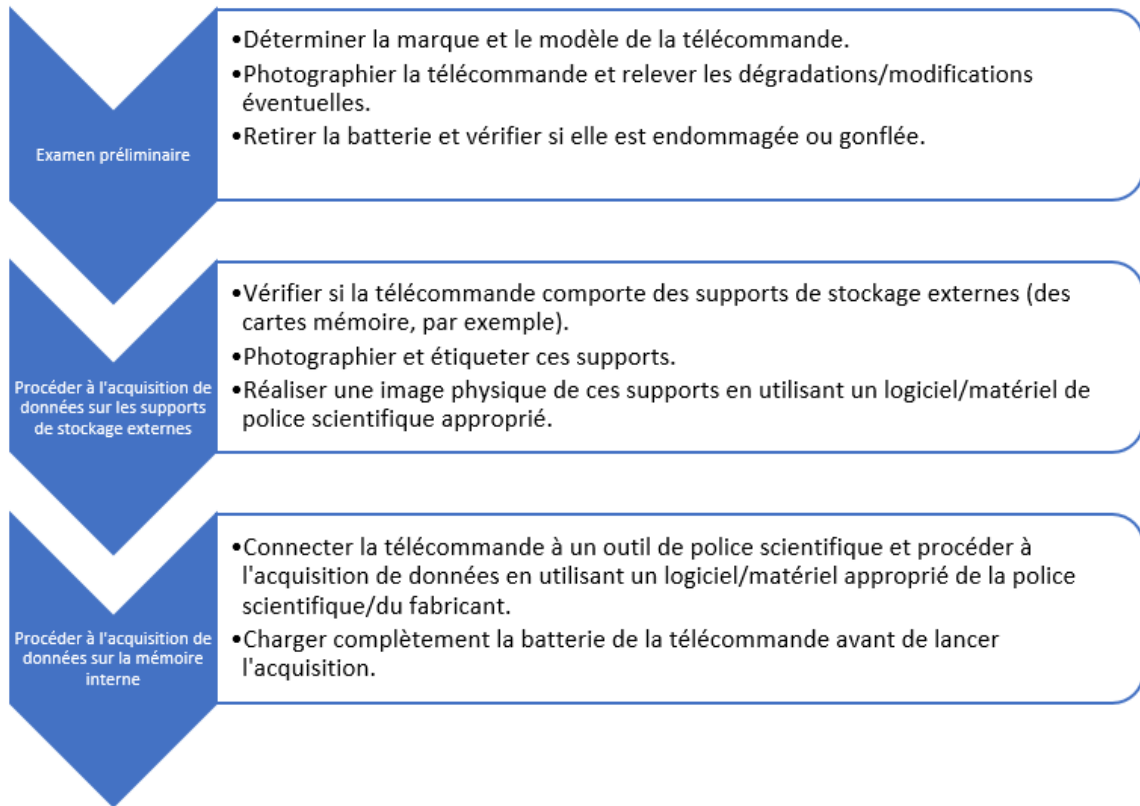 Examen préliminaire
•Déterminer la marque et le modèle de la télécommande.
•Photographier la télécommande et relever les dégradations/modifications
éventuelles.
•Retirer la batterie et vérifier si elle est endommagée ou gonflée.
Procéder à l'acquisition de
données sur les supports
de stockage externes
•Vérifier si la télécommande comporte des supports de stockage externes (des
cartes mémoire, par exemple).
•Photographier et étiqueter ces supports.
•Réaliser une image physique de ces supports en utilisant un logiciel/matériel de
police scientifique approprié.
Procéder à l'acquisition de
données sur la mémoire
interne
•Connecter la télécommande à un outil de police scientifique et procéder à
l'acquisition de données en utilisant un logiciel/matériel approprié de la police
scientifique/du fabricant.
•Charger complètement la batterie de la télécommande avant de lancer
l'acquisition.